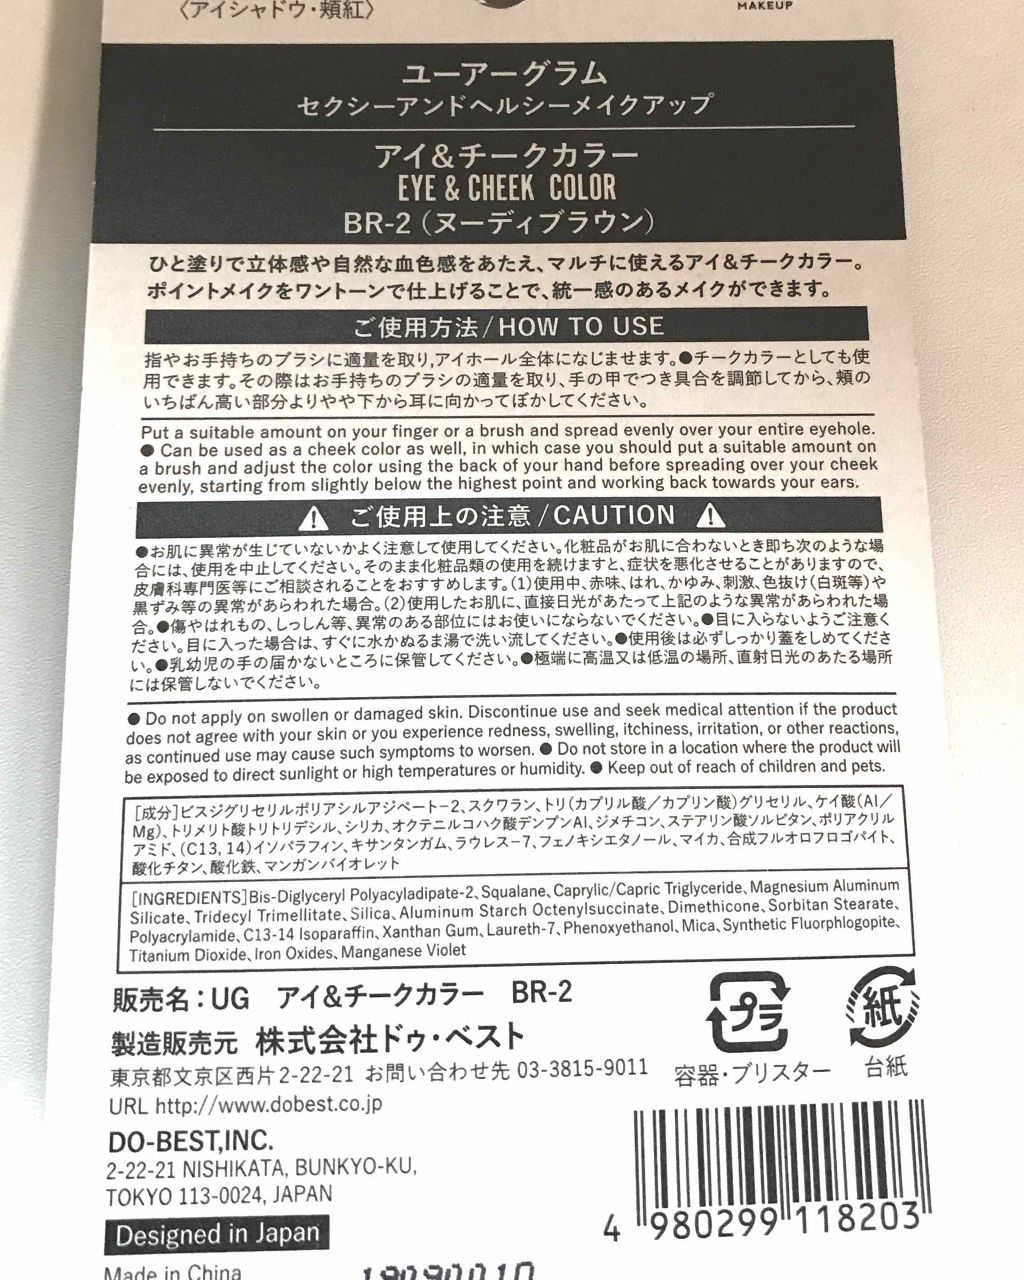 〈アイシャドウ・頬紅〉
MAKEUP
ユーアーグラム
セクシーアンドヘルシーメイクアップ
アイ&チークカラー
EYE & CHEEK COLOR
BR-2（ヌーディブラウン）
ひと塗りで立体感や自然な血色感をあたえ、マルチに使えるアイ&チークカラー。
ポイントメイクをワントーンで仕上げることで、統一感のあるメイクができます。
ご使用方法/HOW TO USE
指やお手持ちのブラシに適量を取り,アイホール全体になじませます。●チークカラーとしても使
用できます。その際はお手持ちのブラシの適量を取り、手の甲でつき具合を調節してから、頬の
いちばん高い部分よりやや下から耳に向かってぼかしてください。
Put a suitable amount on your finger or a brush and spread evenly over your entire eyehole.
● Can be used as a cheek color as well, in which case you should put a suitable amount on
a brush and adjust the color using the back of your hand before spreading over your cheek
evenly, starting from slightly below the highest point and working back towards your ears.
ご使用上の注意/CAUTION
●お肌に異常が生じていないかよく注意して使用してください。化粧品がお肌に合わないとき即ち次のような場
合には、使用を中止してください。そのまま化粧品類の使用を続けますと、症状を悪化させることがありますので、
皮膚科専門医等にご相談されることをおすすめします。(1)使用中、赤味、はれ、かゆみ、刺激、色抜け(白斑等)や
黒ずみ等の異常があらわれた場合。(2)使用したお肌に、直接日光があたって上記のような異常があらわれた場
合。●傷やはれもの、しっしん等、異常のある部位にはお使いにならないでください。●目に入らないようご注意く
ださい。目に入った場合は、すぐに水かぬるま湯で洗い流してください。●使用後は必ずしっかり蓋をしめてくださ
い。●乳幼児の手の届かないところに保管してください。●極端に高温又は低温の場所、直射日光のあたる場所
には保管しないでください。
● Do not apply on swollen or damaged skin. Discontinue use and seek medical attention if the product
does not agree with your skin or you experience redness, swelling, itchiness, irritation, or other reactions,
as continued use may cause such symptoms to worsen. ● Do not store in a location where the product will
be exposed to direct sunlight or high temperatures or humidity. ● Keep out of reach of children and pets.
[成分]ビスジグリセリルポリアシルアジペート-2、スクワラン、トリ(カプリル酸／カプリン酸)グリセリル、ケイ酸(Al／
Mg)、トリメリト酸トリトリデシル、シリカ、オクテニルコハク酸デンプンAl、ジメチコン、ステアリン酸ソルビタン、ポリアクリル
アミド、(C13, 14)イソパラフィン、キサンタンガム、ラウレス-7、フェノキシエタノール、マイカ、合成フルオロフロゴパイト、
酸化チタン、酸化鉄、マンガンバイオレット
[INGREDIENTS]Bis-Diglyceryl Polyacyladipate-2、Squalane、Caprylic/Capric Triglyceride、Magnesium Aluminum
Silicate、Tridecyl Trimellitate、Silica、Aluminum Starch Octenylsuccinate、Dimethicone、Sorbitan Stearate、
Polyacrylamide、C13-14 Isoparaffin、Xanthan Gum、Laureth-7、Phenoxyethanol、Mica、Synthetic Fluorphlogopite、
Titanium Dioxide、Iron Oxides、Manganese Violet
販売名：UG アイ&チークカラー BR-2
製造販売元 株式会社ドゥ・ベスト
東京都文京区西片2-22-21 お問い合わせ先 03-3815-9011
URL http://www.dobest.co.jp
プラ
容器・ブリスター
紙
台紙
DO-BEST,INC.
2-22-21 NISHIKATA, BUNKYO-KU,
TOKYO 113-0024, JAPAN
Designed in Japan
Made in China
4 980299 118203